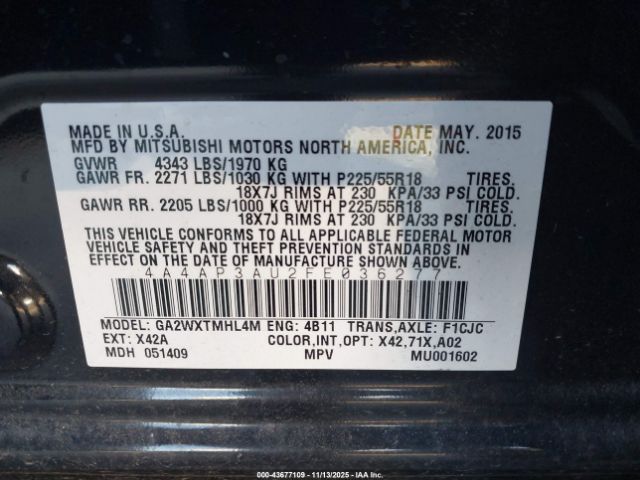 MADE IN U.S.A. DATE MAY. 2015
MFD BY MITSUBISHI MOTORS NORTH AMERICA, INC.
GVWR 4343 LBS/1970 KG
GAWR FR. 2271 LBS/1030 KG WITH P225/55R18 TIRES.
18X7J RIMS AT 230 KPA/33 PSI COLD.
GAWR RR. 2205 LBS/1000 KG WITH P225/55R18 TIRES.
18X7J RIMS AT 230 KPA/33 PSI COLD.
THIS VEHICLE CONFORMS TO ALL APPLICABLE FEDERAL MOTOR
VEHICLE SAFETY AND THEFT PREVENTION STANDARDS IN
EFFECT ON THE DATE OF MANUFACTURE SHOWN ABOVE.
4A4AP3AU2FE036277
MODEL: GA2WXTMHL4M ENG: 4B11 TRANS,AXLE: F1CJC
EXT: X42A COLOR,INT,OPT: X42,71X,A02
MDH 051409 MPV MU001602
000-43677109 - 11/13/2025 - IAA Inc.